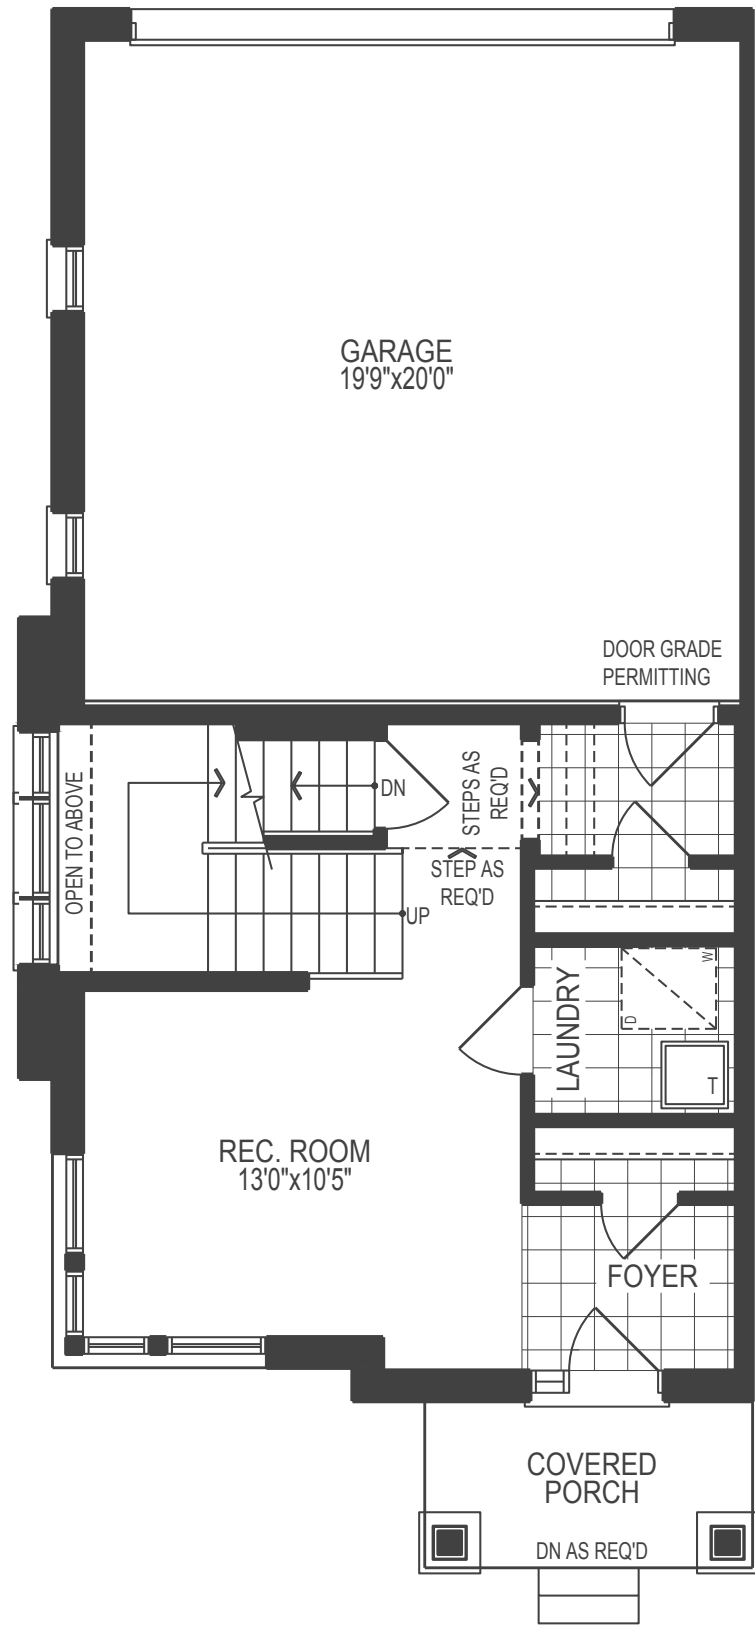 GARAGE
19'9"x20'0"
DOOR GRADE
PERMITTING
OPEN TO ABOVE
DN
STEPS AS
REQ'D
STEP AS
REQ'D
UP
LAUNDRY
W
D
T
REC. ROOM
13'0"x10'5"
FOYER
COVERED
PORCH
DN AS REQ'D